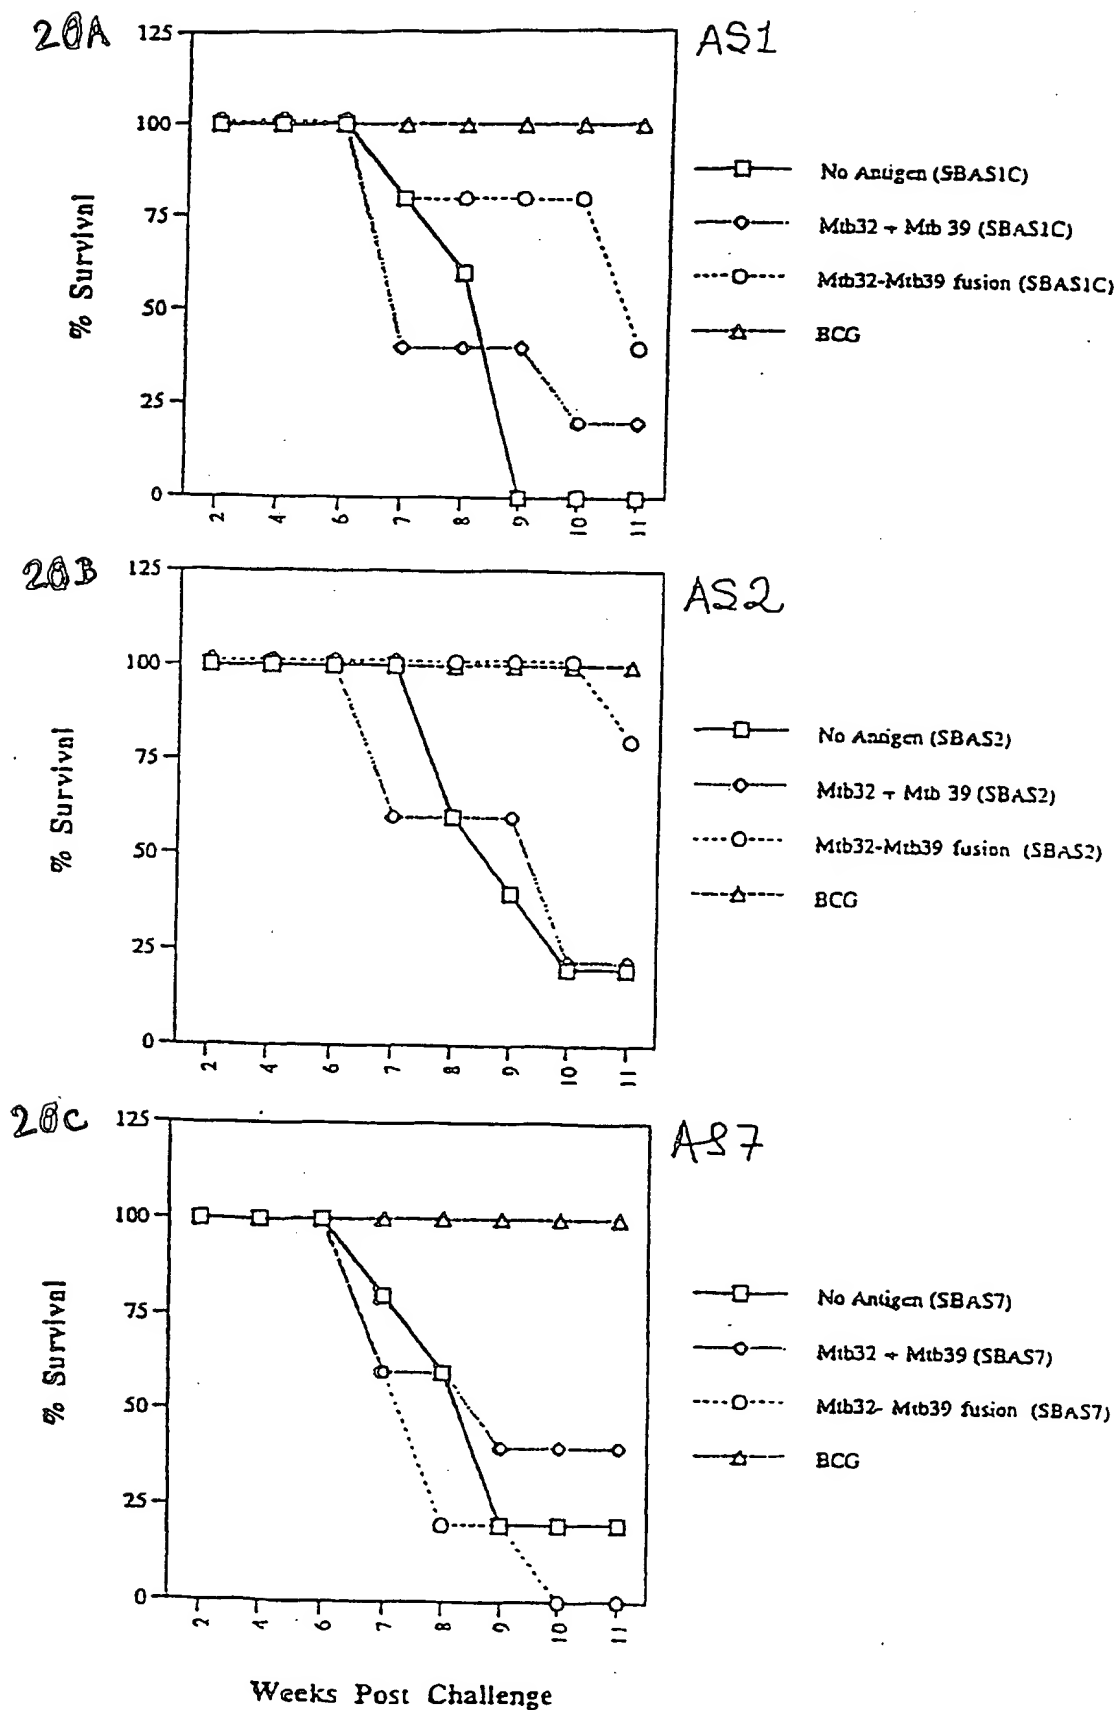 20A
AS1
125
100
75
50
25
0
% Survival
2 4 6 7 8 9 10 11
No Antigen (SBAS1C)
Mtb32 + Mtb 39 (SBAS1C)
Mtb32-Mtb39 fusion (SBAS1C)
BCG
20B
AS2
125
100
75
50
25
0
% Survival
2 4 6 7 8 9 10 11
No Antigen (SBAS2)
Mtb32 + Mtb 39 (SBAS2)
Mtb32-Mtb39 fusion (SBAS2)
BCG
20C
AS7
125
100
75
50
25
0
% Survival
2 4 6 7 8 9 10 11
No Antigen (SBAS7)
Mtb32 + Mtb39 (SBAS7)
Mtb32- Mtb39 fusion (SBAS7)
BCG
Weeks Post Challenge